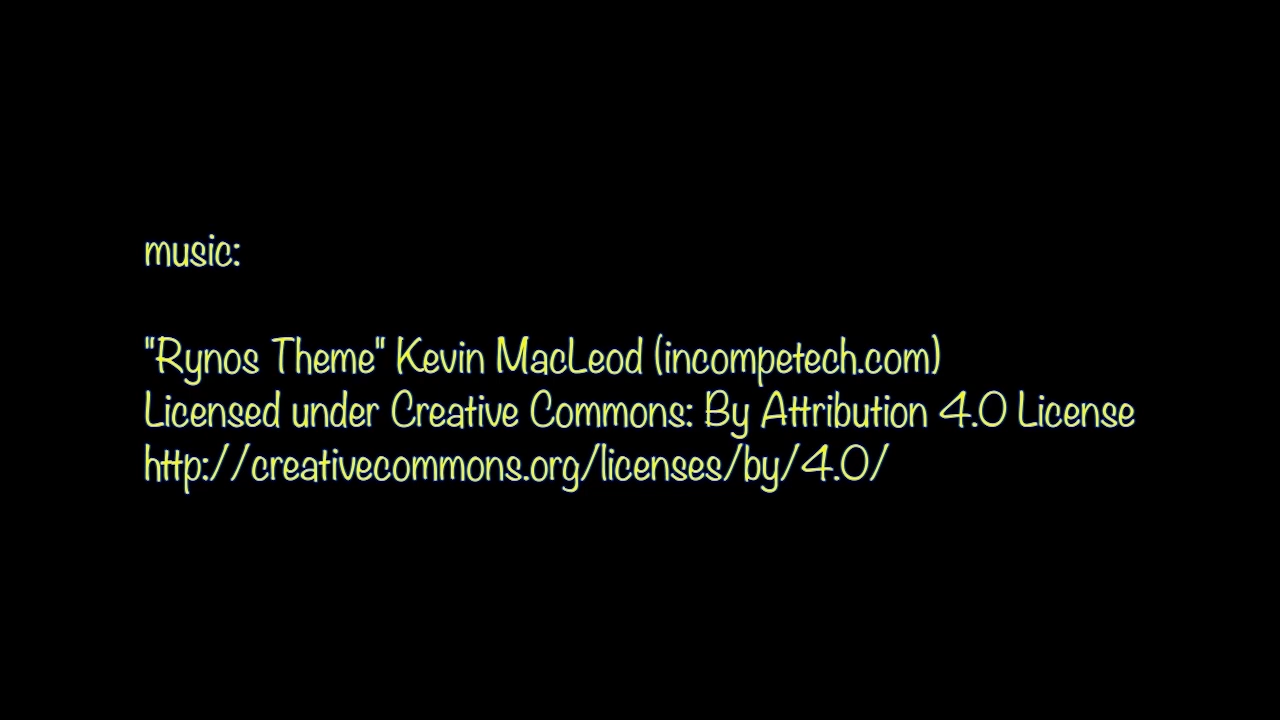 music:
"Rynos Theme" Kevin MacLeod (incompetech.com)
Licensed under Creative Commons: By Attribution 4.0 License
http://creativecommons.org/licenses/by/4.0/